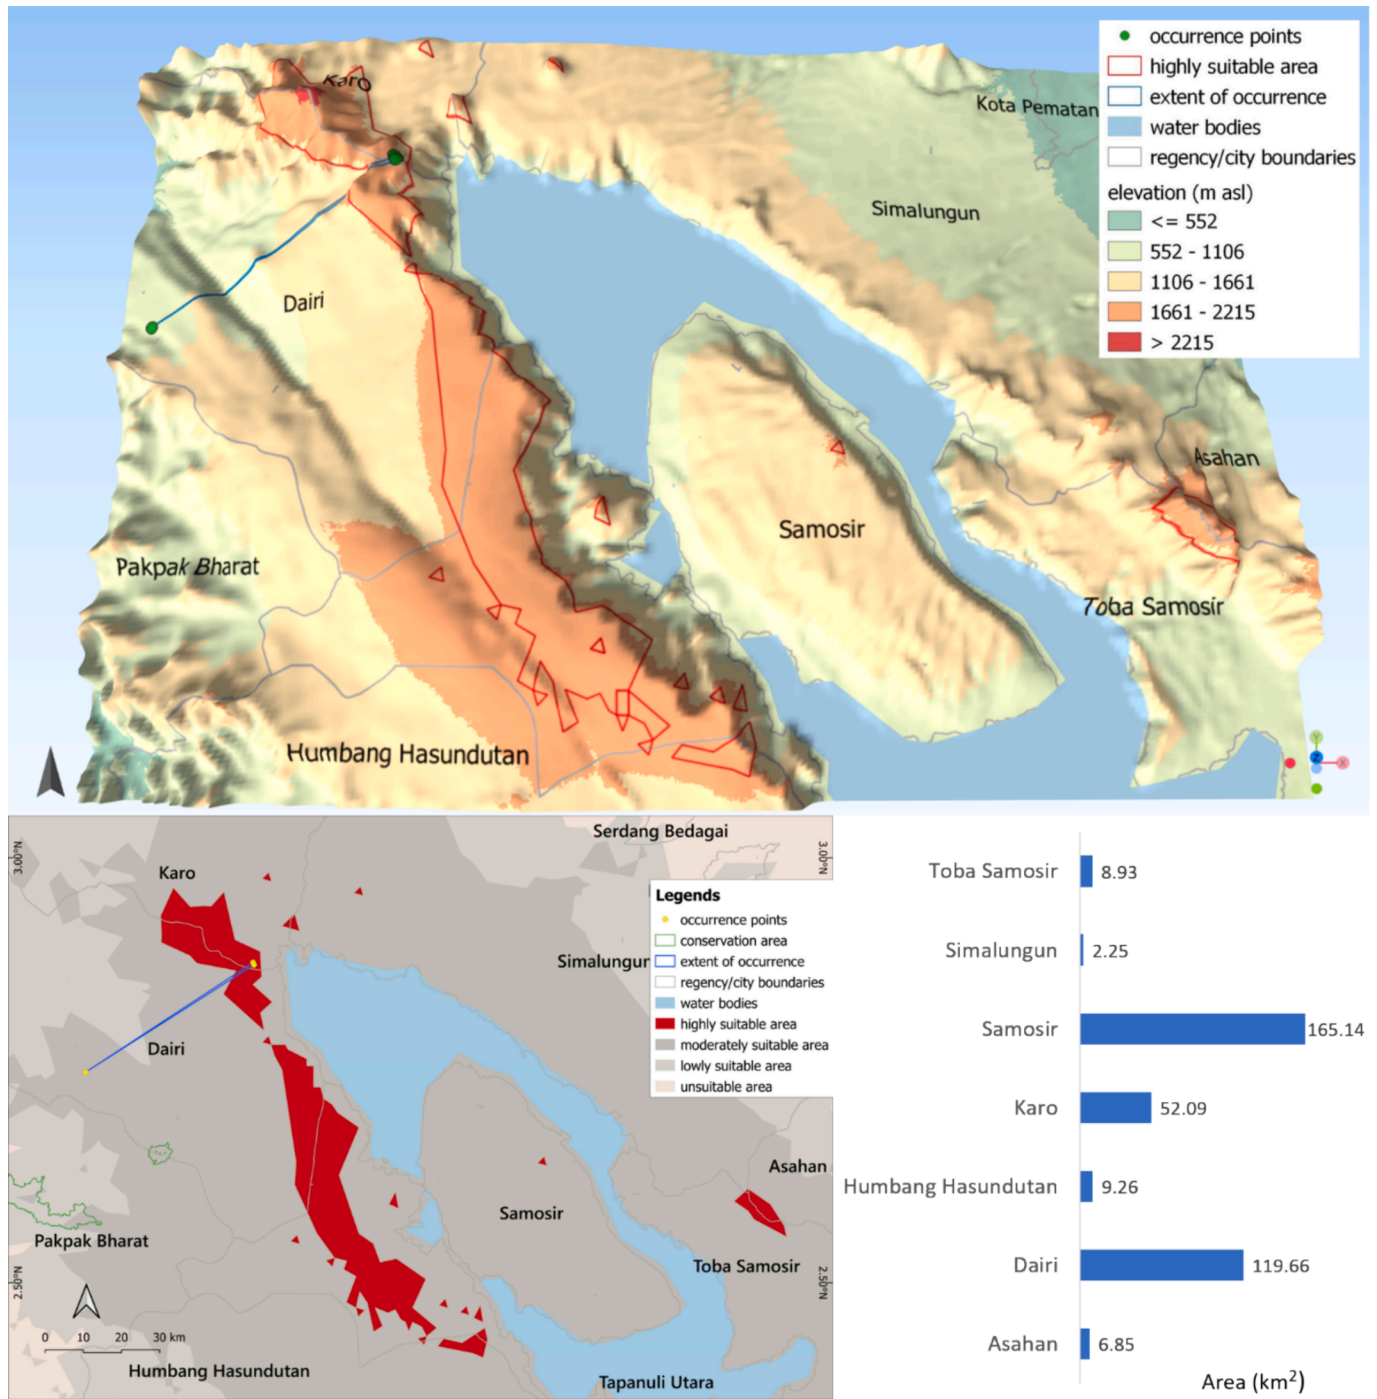 Karo
Kota Pematan
Simalungun
Dairi
Asahan
Samosir
Pakpak Bharat
Toba Samosir
Humbang Hasundutan
occurrence points
highly suitable area
extent of occurrence
water bodies
regency/city boundaries
elevation (m asl)
<= 552
552 - 1106
1106 - 1661
1661 - 2215
> 2215
Y
Z
X
Serdang Bedagai
3.00°N
3.00°N
Karo
Simalungun
Dairi
Asahan
Samosir
Pakpak Bharat
Toba Samosir
2.50°N
2.50°N
0 10 20 30 km
Humbang Hasundutan
Tapanuli Utara
Legends
occurrence points
conservation area
extent of occurrence
regency/city boundaries
water bodies
highly suitable area
moderately suitable area
lowly suitable area
unsuitable area
Toba Samosir 8.93
Simalungun 2.25
Samosir 165.14
Karo 52.09
Humbang Hasundutan 9.26
Dairi 119.66
Asahan 6.85
Area (km²)